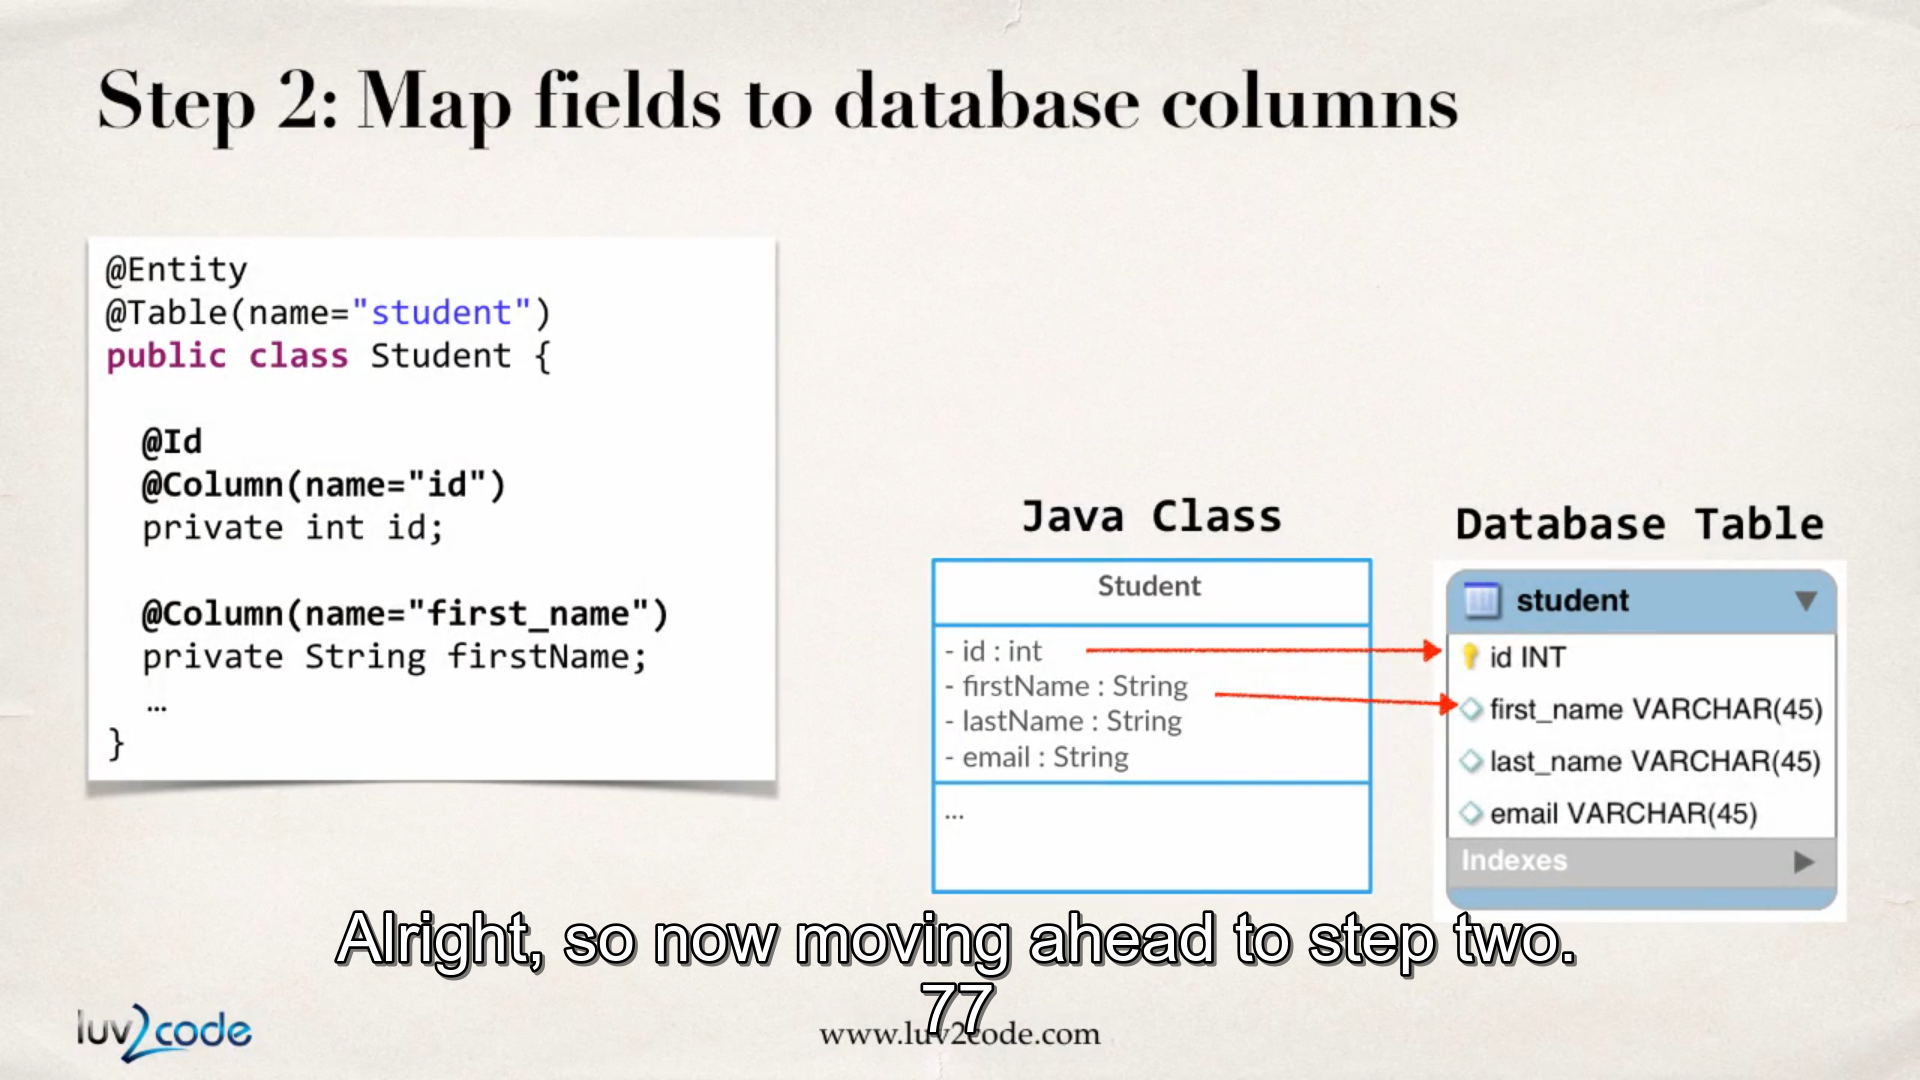 Step 2: Map fields to database columns
@Entity
@Table(name="student")
public class Student {
@Id
@Column(name="id")
private int id;
@Column(name="first_name")
private String firstName;
…
}
Java Class
Student
- id : int
- firstName : String
- lastName : String
- email : String
...
Database Table
student
id INT
first_name VARCHAR(45)
last_name VARCHAR(45)
email VARCHAR(45)
Indexes
Alright, so now moving ahead to step two.
77
luv2code
www.luv2code.com